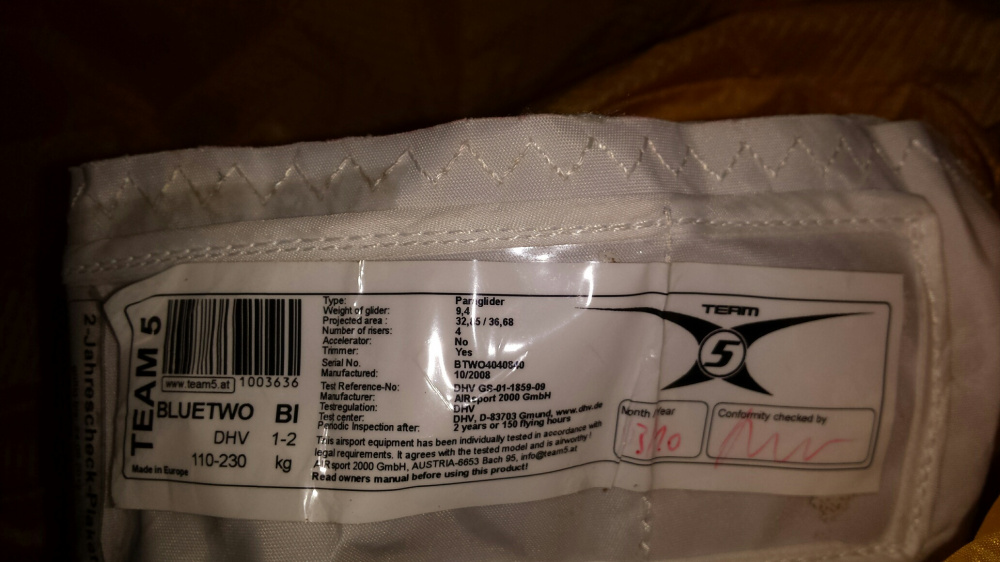 TEAM 5
www.team5.at
1003636
BLUETWO BI
DHV 1-2
110-230 kg
Made in Europe
Type: Paraglider
Weight of glider: 9,4
Projected area : 32,85 / 36,68
Number of risers: 4
Accelerator: No
Trimmer: Yes
Serial No. BTWO4040840
Manufactured: 10/2008
Test Reference-No: DHV GS-01-1859-09
Manufacturer: AIRsport 2000 GmbH
Testregulation: DHV
Test center: DHV, D-83703 Gmund, www.dhv.de
Periodic Inspection after: 2 years or 150 flying hours
This airsport equipment has been individually tested in accordance with
legal requirements. It agrees with the tested model and is airworthy !
AIRsport 2000 GmbH, AUSTRIA-6653 Bach 95, info@team5.at
Read owners manual before using this product!
TEAM
5
Month / Year
Conformity checked by
2-Jahrescheck-